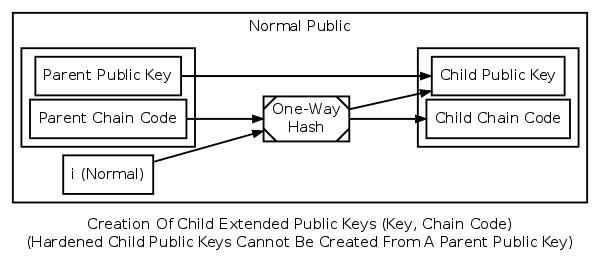 Normal Public
Parent Public Key
Child Public Key
Parent Chain Code
One-Way
Hash
Child Chain Code
i (Normal)
Creation Of Child Extended Public Keys (Key, Chain Code)
(Hardened Child Public Keys Cannot Be Created From A Parent Public Key)